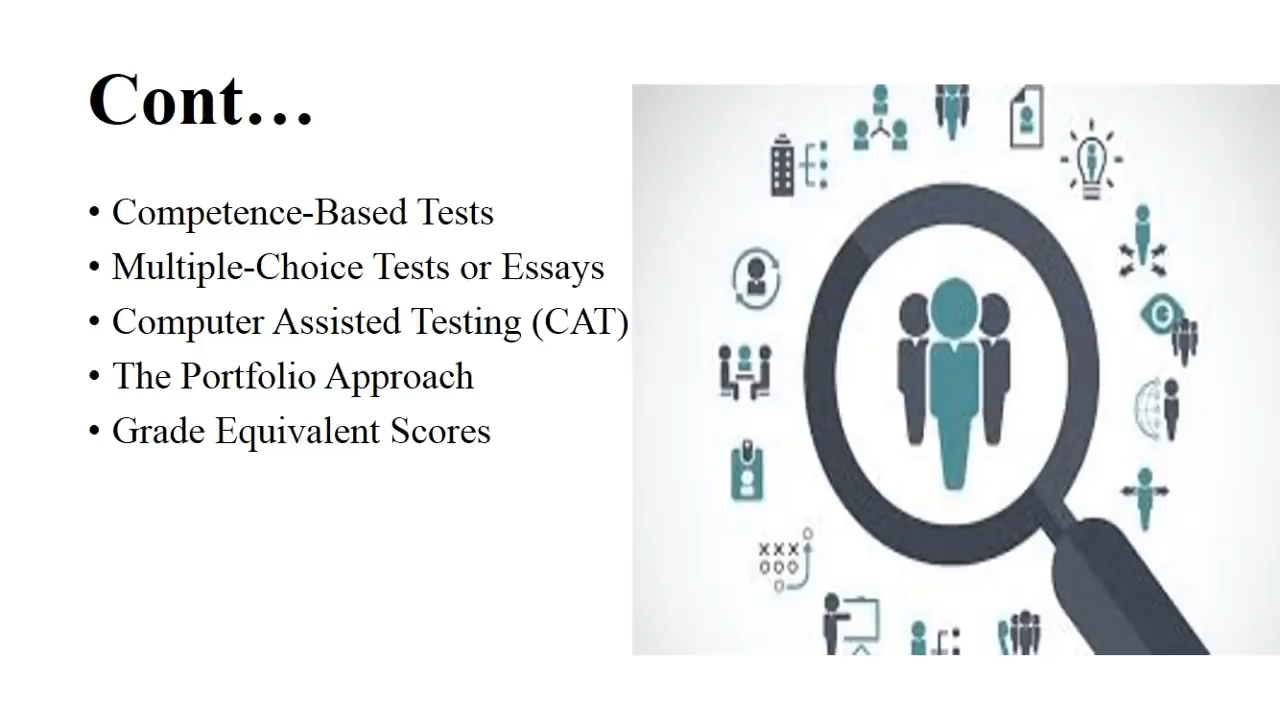 Cont…
• Competence-Based Tests
• Multiple-Choice Tests or Essays
• Computer Assisted Testing (CAT)
• The Portfolio Approach
• Grade Equivalent Scores